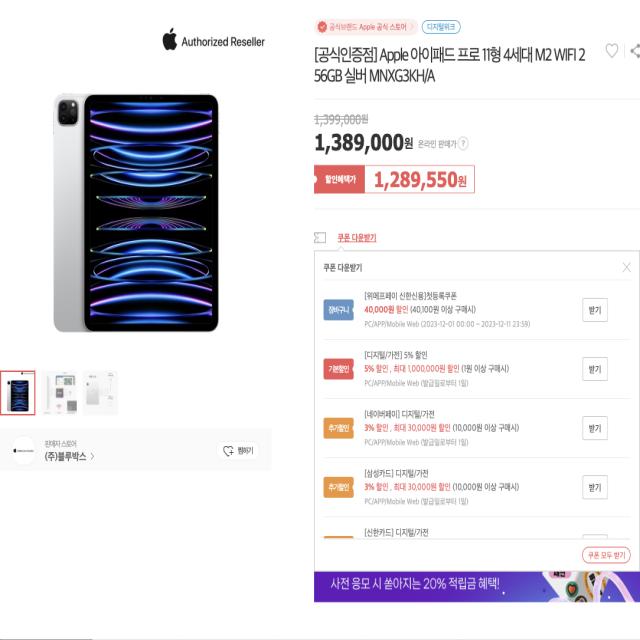 Authorized Reseller
공식브랜드 Apple 공식 스토어 >
디지털위크
[공식인증점] Apple 아이패드 프로 11형 4세대 M2 WIFI 2
56GB 실버 MNXG3KH/A
1,399,000원
1,389,000원 온라인 판매가 ?
할인혜택가 1,289,550원
쿠폰 다운받기
쿠폰 다운받기
장바구니
[위메프페이 신한신용]첫등록쿠폰
40,000원 할인 (40,100원 이상 구매시)
PC/APP/Mobile Web (2023-12-01 00:00 ~ 2023-12-11 23:59)
받기
기본할인
[디지털/가전] 5% 할인
5% 할인 , 최대 1,000,000원 할인 (1원 이상 구매시)
PC/APP/Mobile Web (발급일로부터 1일)
받기
추가할인
[네이버페이] 디지털/가전
3% 할인 , 최대 30,000원 할인 (10,000원 이상 구매시)
PC/APP/Mobile Web (발급일로부터 1일)
받기
추가할인
[삼성카드] 디지털/가전
3% 할인 , 최대 30,000원 할인 (10,000원 이상 구매시)
PC/APP/Mobile Web (발급일로부터 1일)
받기
[신한카드] 디지털/가전
쿠폰 모두 받기
사전 응모 시 쏟아지는 20% 적립금 혜택!
판매자 스토어
(주)블루박스 >
찜하기